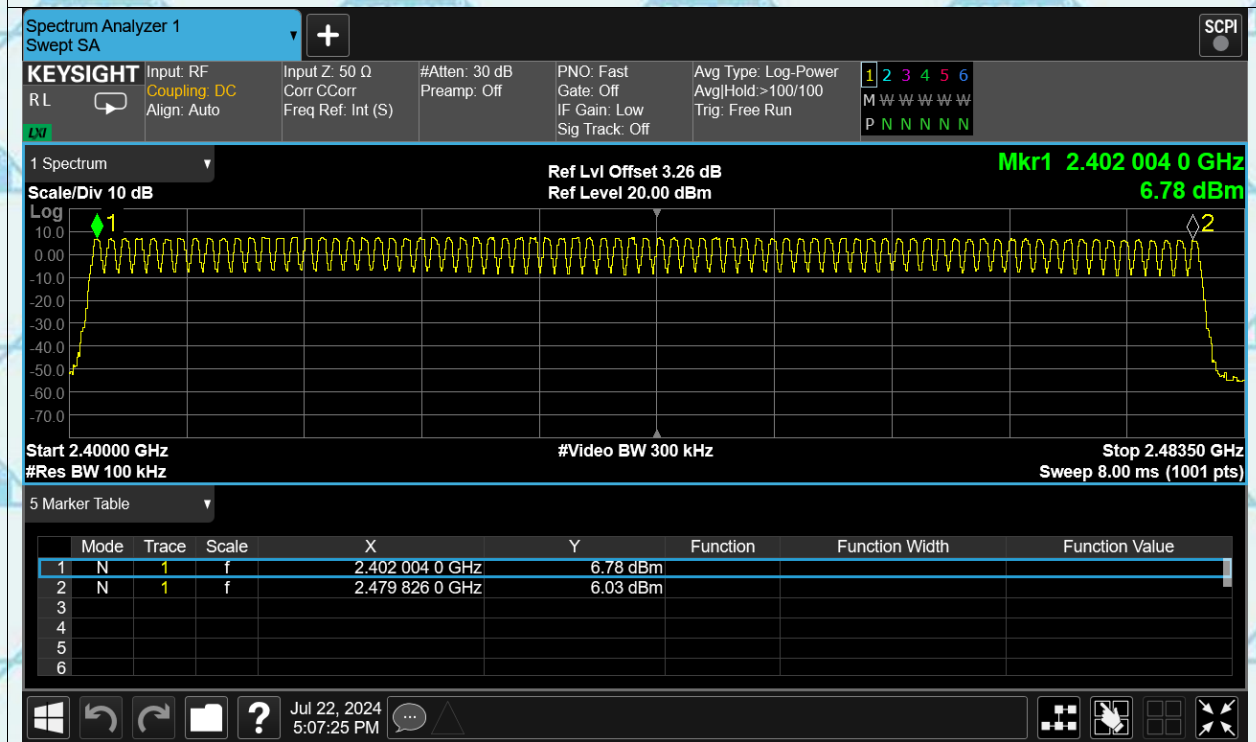 Spectrum Analyzer 1
Swept SA
+
SCPI
KEYSIGHT
RL
LXI
Input: RF
Coupling: DC
Align: Auto
Input Z: 50 Ω
Corr CCorr
Freq Ref: Int (S)
#Atten: 30 dB
Preamp: Off
PNO: Fast
Gate: Off
IF Gain: Low
Sig Track: Off
Avg Type: Log-Power
Avg|Hold:>100/100
Trig: Free Run
1 2 3 4 5 6
M W W W W W
P N N N N N
1 Spectrum
Scale/Div 10 dB
Ref Lvl Offset 3.26 dB
Ref Level 20.00 dBm
Mkr1 2.402 004 0 GHz
6.78 dBm
Log
1
2
10.0
0.00
-10.0
-20.0
-30.0
-40.0
-50.0
-60.0
-70.0
Start 2.40000 GHz
#Video BW 300 kHz
Stop 2.48350 GHz
#Res BW 100 kHz
Sweep 8.00 ms (1001 pts)
5 Marker Table
Mode Trace Scale X Y Function Function Width Function Value
1 N 1 f 2.402 004 0 GHz 6.78 dBm
2 N 1 f 2.479 826 0 GHz 6.03 dBm
3
4
5
6
?
Jul 22, 2024
5:07:25 PM